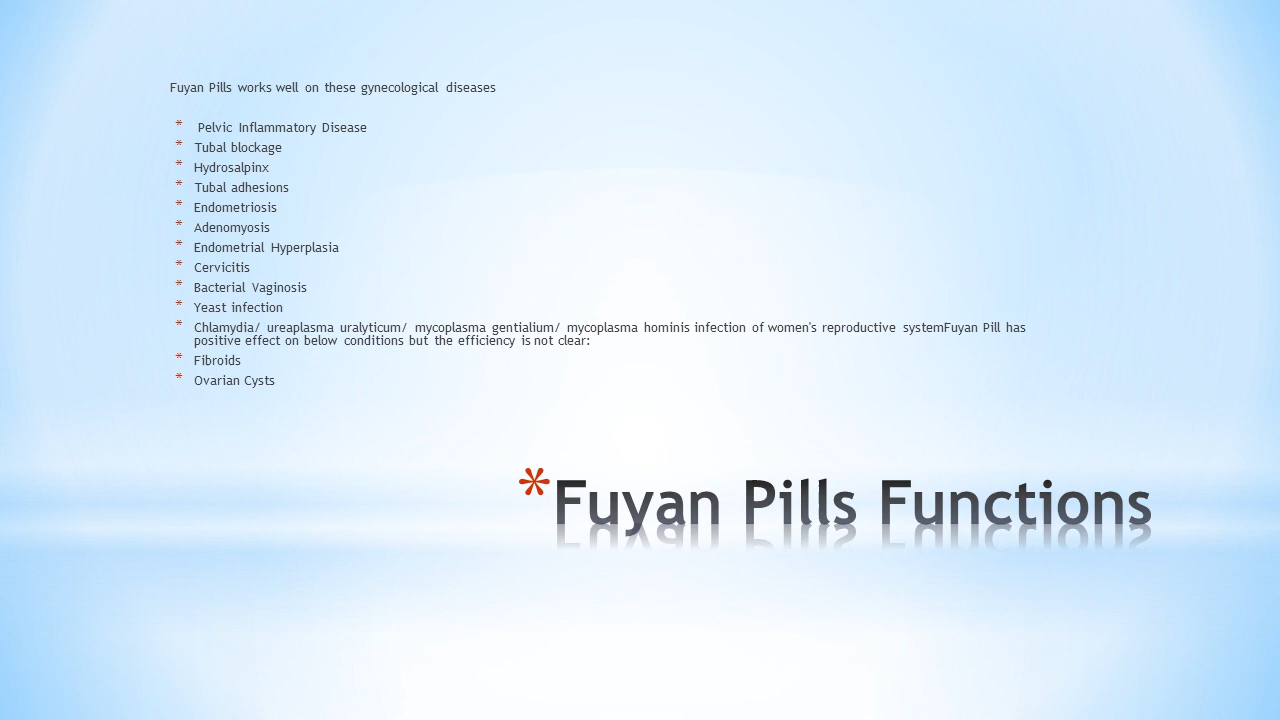 Fuyan Pills works well on these gynecological diseases
* Pelvic Inflammatory Disease
* Tubal blockage
* Hydrosalpinx
* Tubal adhesions
* Endometriosis
* Adenomyosis
* Endometrial Hyperplasia
* Cervicitis
* Bacterial Vaginosis
* Yeast infection
* Chlamydia/ ureaplasma uralyticum/ mycoplasma gentialium/ mycoplasma hominis infection of women's reproductive systemFuyan Pill has
positive effect on below conditions but the efficiency is not clear:
* Fibroids
* Ovarian Cysts
*Fuyan Pills Functions